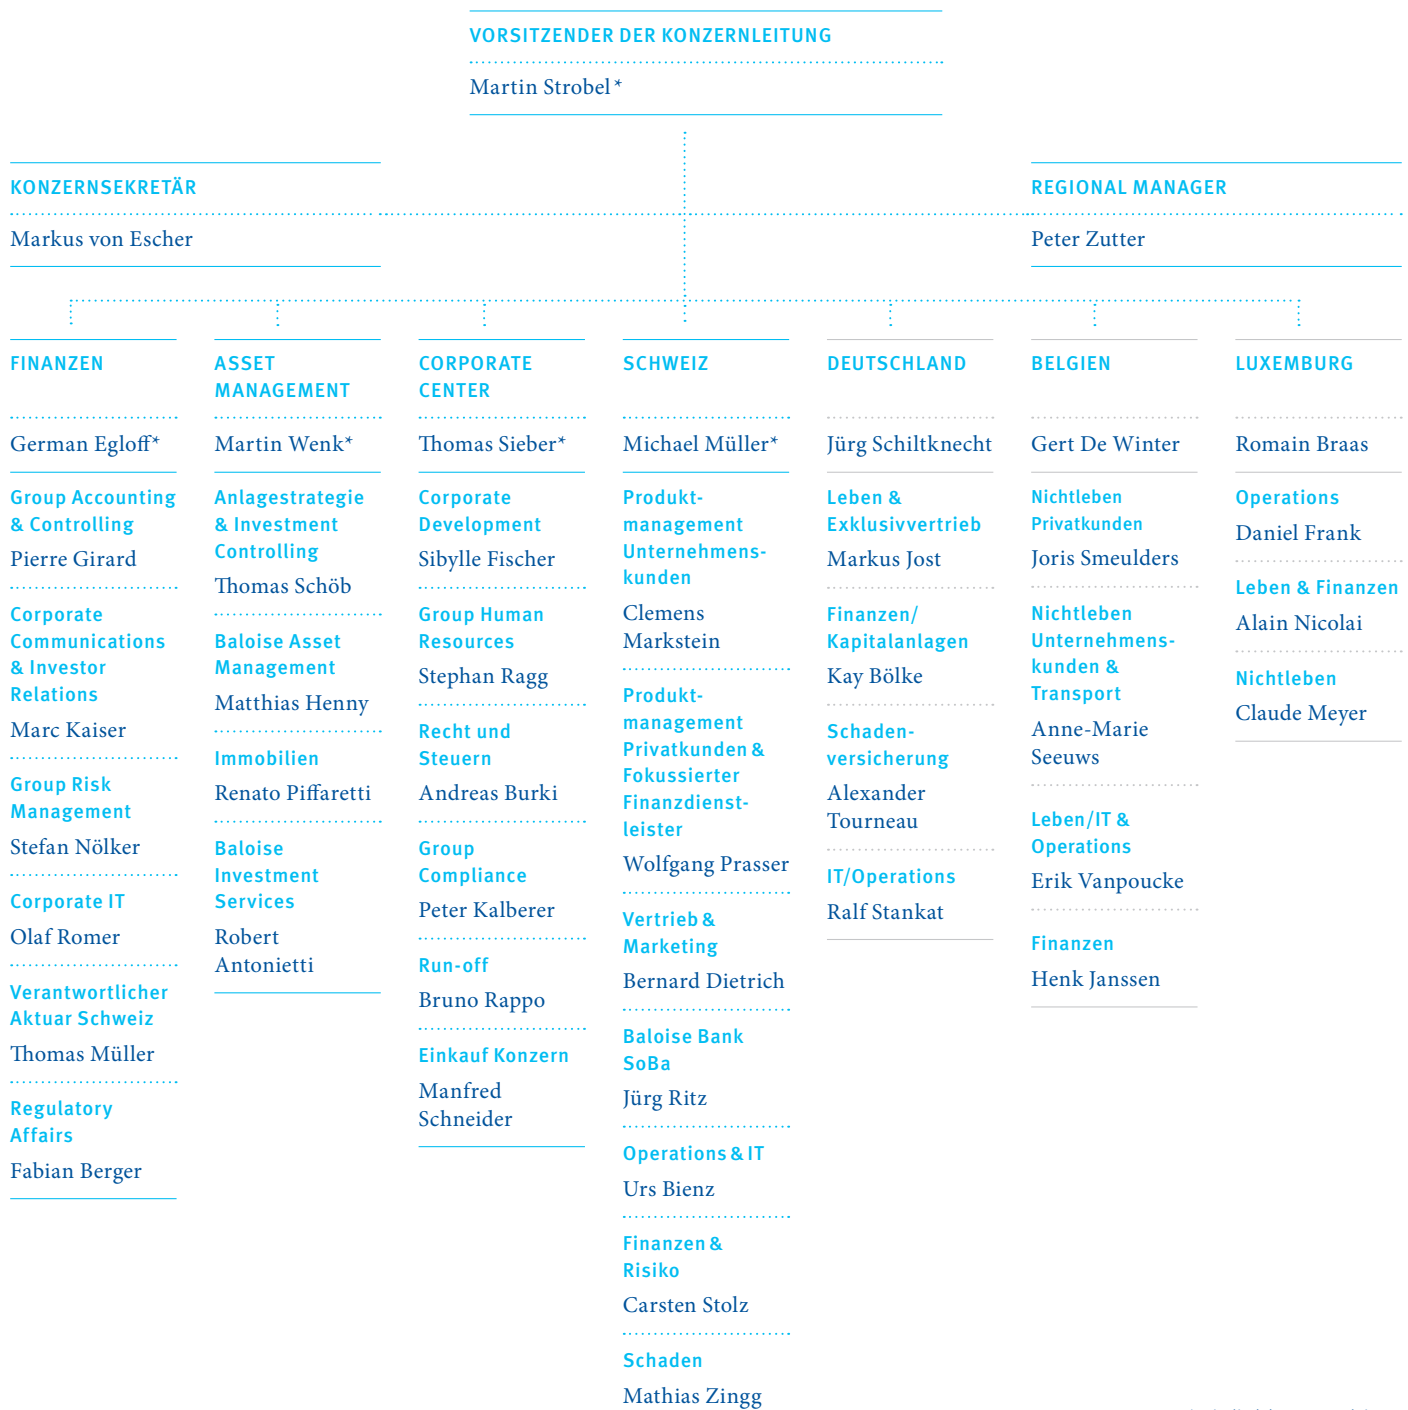 VORSITZENDER DER KONZERNLEITUNG
Martin Strobel*
KONZERNSEKRETÄR
Markus von Escher
REGIONAL MANAGER
Peter Zutter
FINANZEN
German Egloff*
Group Accounting
& Controlling
Pierre Girard
Corporate
Communications
& Investor
Relations
Marc Kaiser
Group Risk
Management
Stefan Nölker
Corporate IT
Olaf Romer
Verantwortlicher
Aktuar Schweiz
Thomas Müller
Regulatory
Affairs
Fabian Berger
ASSET
MANAGEMENT
Martin Wenk*
Anlagestrategie
& Investment
Controlling
Thomas Schöb
Baloise Asset
Management
Matthias Henny
Immobilien
Renato Piffaretti
Baloise
Investment
Services
Robert
Antonietti
CORPORATE
CENTER
Thomas Sieber*
Corporate
Development
Sibylle Fischer
Group Human
Resources
Stephan Ragg
Recht und
Steuern
Andreas Burki
Group
Compliance
Peter Kalberer
Run-off
Bruno Rappo
Einkauf Konzern
Manfred
Schneider
SCHWEIZ
Michael Müller*
Produkt-
management
Unternehmens-
kunden
Clemens
Markstein
Produkt-
management
Privatkunden &
Fokussierter
Finanzdienst-
leister
Wolfgang Prasser
Vertrieb &
Marketing
Bernard Dietrich
Baloise Bank
SoBa
Jürg Ritz
Operations & IT
Urs Bienz
Finanzen &
Risiko
Carsten Stolz
Schaden
Mathias Zingg
DEUTSCHLAND
Jürg Schiltknecht
Leben &
Exklusivvertrieb
Markus Jost
Finanzen/
Kapitalanlagen
Kay Bölke
Schaden-
versicherung
Alexander
Tourneau
IT/Operations
Ralf Stankat
BELGIEN
Gert De Winter
Nichtleben
Privatkunden
Joris Smeulders
Nichtleben
Unternehmens-
kunden &
Transport
Anne-Marie
Seeuws
Leben/IT &
Operations
Erik Vanpoucke
Finanzen
Henk Janssen
LUXEMBURG
Romain Braas
Operations
Daniel Frank
Leben & Finanzen
Alain Nicolai
Nichtleben
Claude Meyer